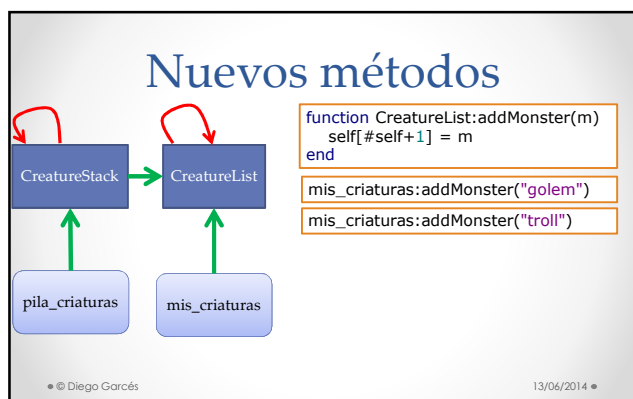 Nuevos métodos
CreatureStack
CreatureList
pila_criaturas
mis_criaturas
function CreatureList:addMonster(m)
self[#self+1] = m
end
mis_criaturas:addMonster("golem")
mis_criaturas:addMonster("troll")
© Diego Garcés
13/06/2014